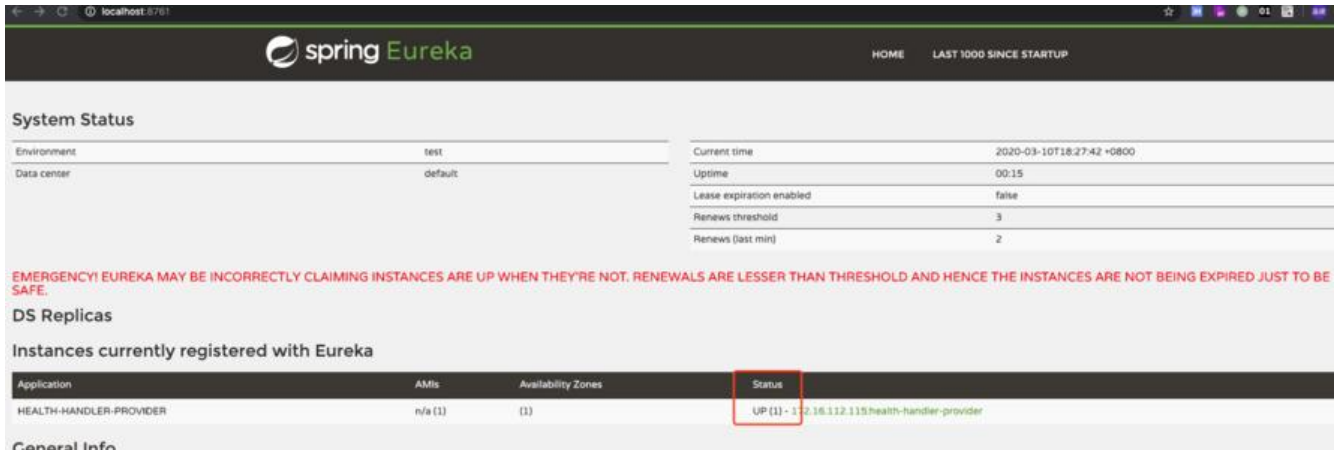 localhost:8761
01
spring Eureka
HOME
LAST 1000 SINCE STARTUP
System Status
Environment test
Data center default
Current time 2020-03-10T18:27:42 +0800
Uptime 00:15
Lease expiration enabled false
Renews threshold 3
Renews (last min) 2
EMERGENCY! EUREKA MAY BE INCORRECTLY CLAIMING INSTANCES ARE UP WHEN THEY'RE NOT. RENEWALS ARE LESSER THAN THRESHOLD AND HENCE THE INSTANCES ARE NOT BEING EXPIRED JUST TO BE
SAFE.
DS Replicas
Instances currently registered with Eureka
Application AMIs Availability Zones Status
HEALTH-HANDLER-PROVIDER n/a (1) (1) UP (1) - 172.16.112.115:health-handler-provider
General Info